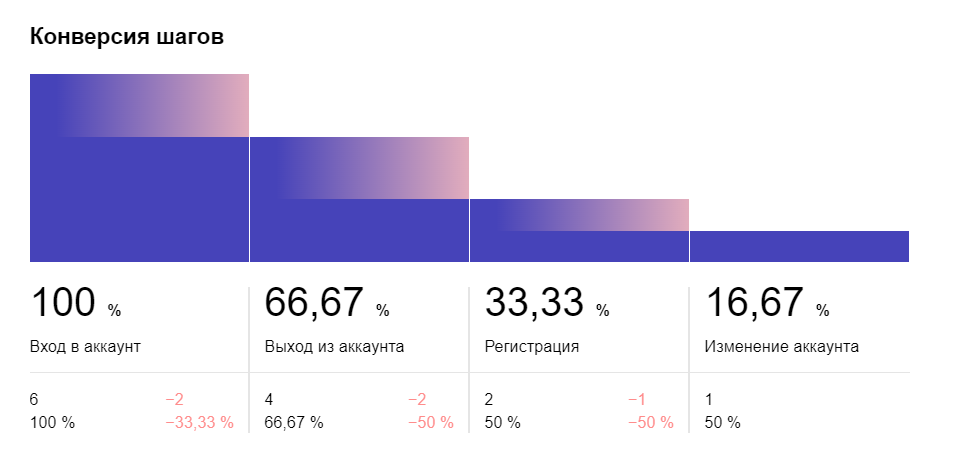 Конверсия шагов
100 % 66,67 % 33,33 % 16,67 %
Вход в аккаунт Выход из аккаунта Регистрация Изменение аккаунта
6 −2 4 −2 2 −1 1
100 % −33,33 % 66,67 % −50 % 50 % −50 % 50 %